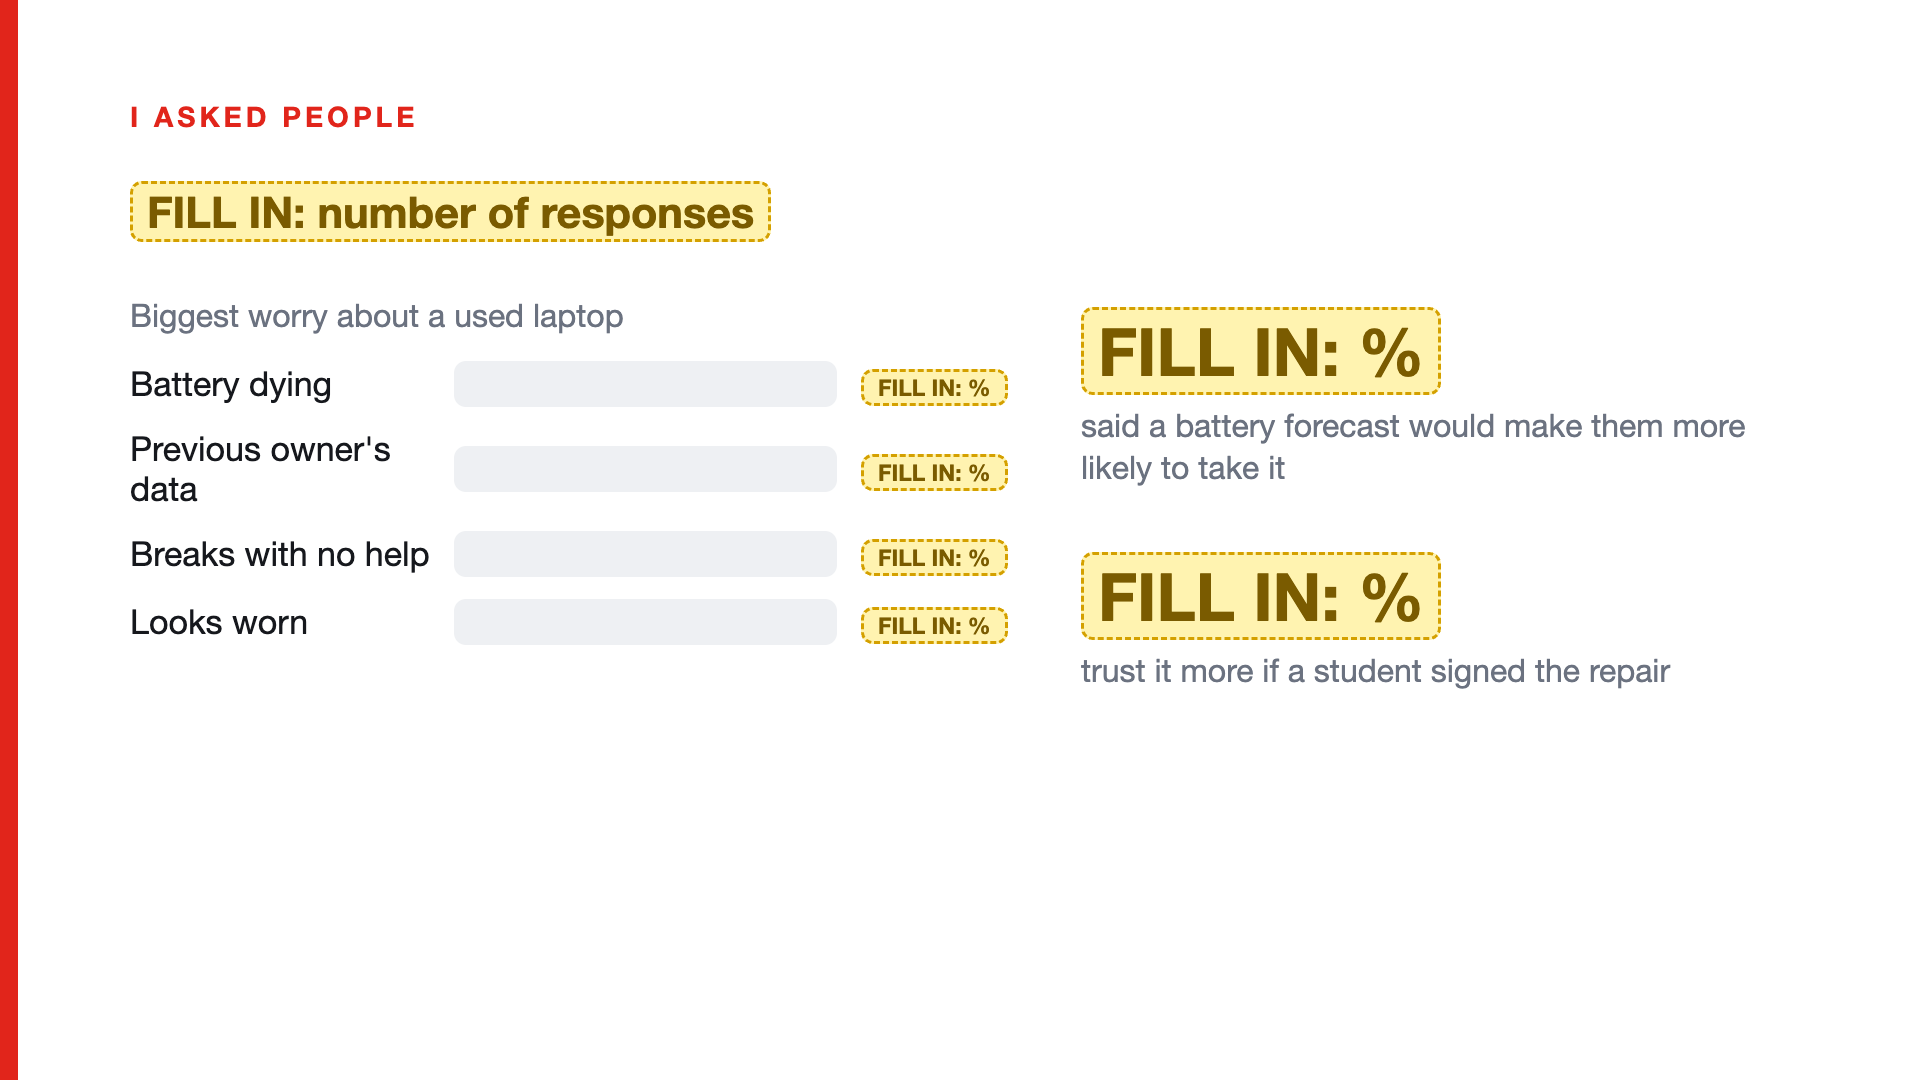 I ASKED PEOPLE
FILL IN: number of responses
Biggest worry about a used laptop
Battery dying
FILL IN: %
Previous owner's
data
FILL IN: %
Breaks with no help
FILL IN: %
Looks worn
FILL IN: %
FILL IN: %
said a battery forecast would make them more
likely to take it
FILL IN: %
trust it more if a student signed the repair